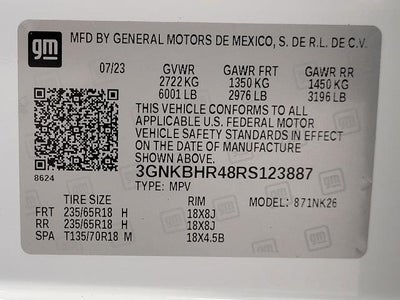 gm
MFD BY GENERAL MOTORS DE MEXICO, S. DE R.L. DE C.V.
07/23 GVWR GAWR FRT GAWR RR
2722 KG 1350 KG 1450 KG
6001 LB 2976 LB 3196 LB
THIS VEHICLE CONFORMS TO ALL
APPLICABLE U.S. FEDERAL MOTOR
VEHICLE SAFETY STANDARDS IN EFFECT
ON THE DATE OF MANUFACTURE
SHOWN ABOVE.
8624
3GNKBHR48RS123887
TYPE: MPV
TIRE SIZE RIM MODEL: 871NK26
FRT 235/65R18 H 18X8J
RR 235/65R18 H 18X8J
SPA T135/70R18 M 18X4.5B